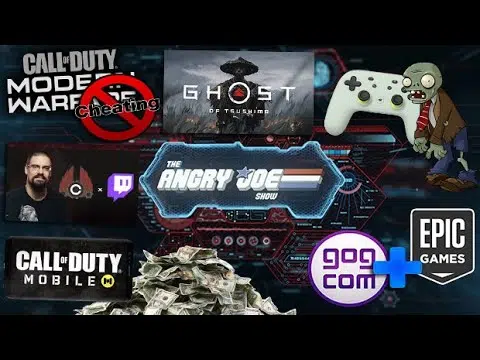 CALL OF DUTY
MODERN
WARFARE
Cheating
GHOST
OF TSUSHIMA
C x
THE
ANGRY JOE
SHOW
CALL OF DUTY
MOBILE
gog
com
EPIC
GAMES